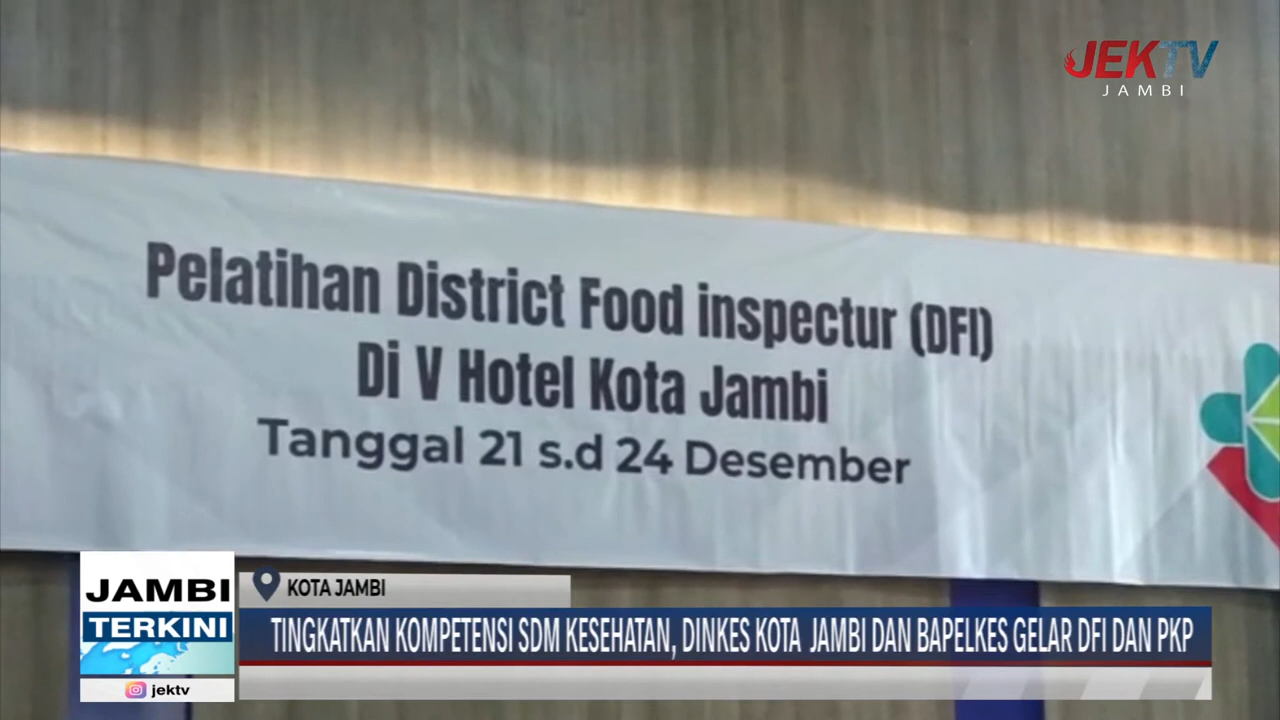 JEKTV
JAMBI
Pelatihan District Food inspectur (DFI)
Di V Hotel Kota Jambi
Tanggal 21 s.d 24 Desember
JAMBI
TERKINI
jektv
KOTA JAMBI
TINGKATKAN KOMPETENSI SDM KESEHATAN, DINKES KOTA JAMBI DAN BAPELKES GELAR DFI DAN PKP